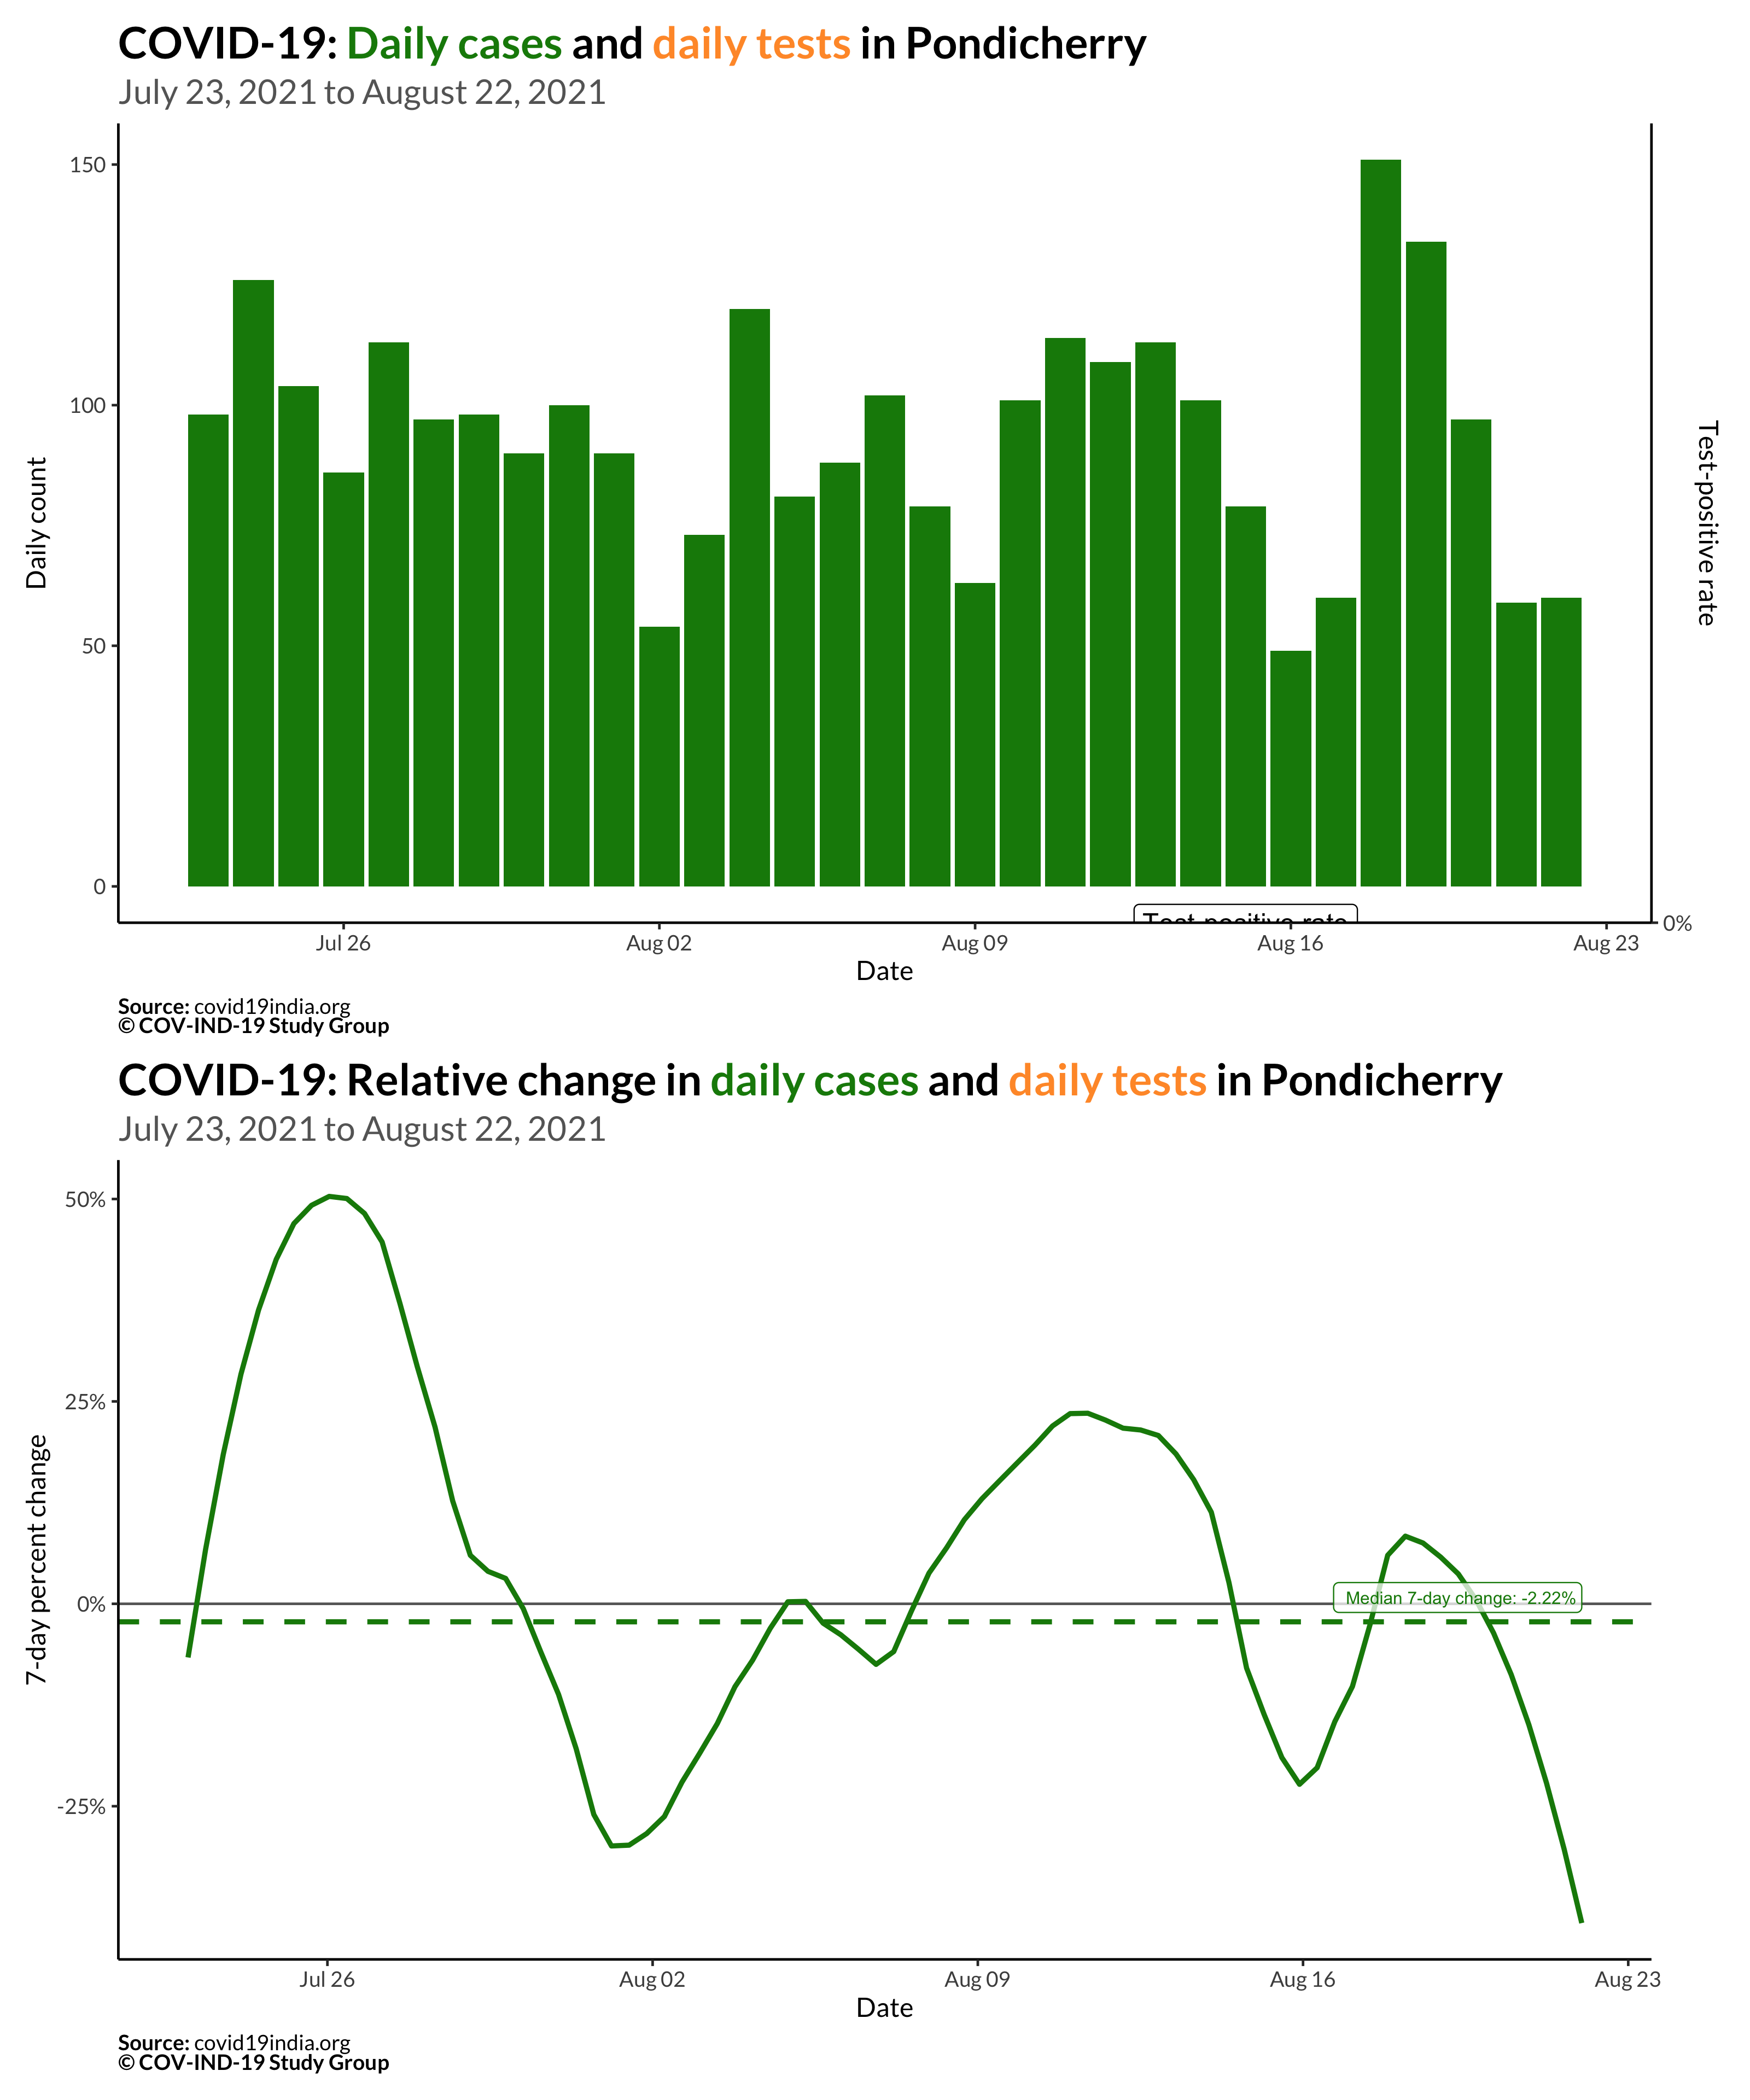 COVID-19: Daily cases and daily tests in Pondicherry
July 23, 2021 to August 22, 2021
150
100
50
0
Daily count
Test-positive rate
Test-positive rate
0%
Jul 26
Aug 02
Aug 09
Aug 16
Aug 23
Date
Source: covid19india.org
© COV-IND-19 Study Group
COVID-19: Relative change in daily cases and daily tests in Pondicherry
July 23, 2021 to August 22, 2021
50%
25%
0%
-25%
7-day percent change
Median 7-day change: -2.22%
Jul 26
Aug 02
Aug 09
Aug 16
Aug 23
Date
Source: covid19india.org
© COV-IND-19 Study Group